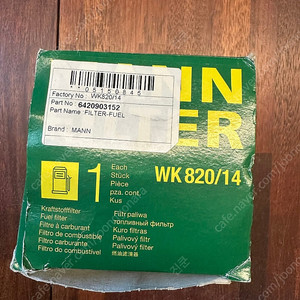 405150845
Factory No : WK820/14
Part No : 6420903152
Part Name : FILTER-FUEL
Brand : MANN
NN
ER
1
Each
Stück
Pièce
pza. cont.
Kus
WK 820/14
Kraftstofffilter
Fuel filter
Filtre à carburant
Filtro de combustible
Filtro carburante
Filtro do combustível
Filtr paliwa
топливный фильтр
Kuro filtras
Palivový filtr
Palivový filter
燃油滤清器